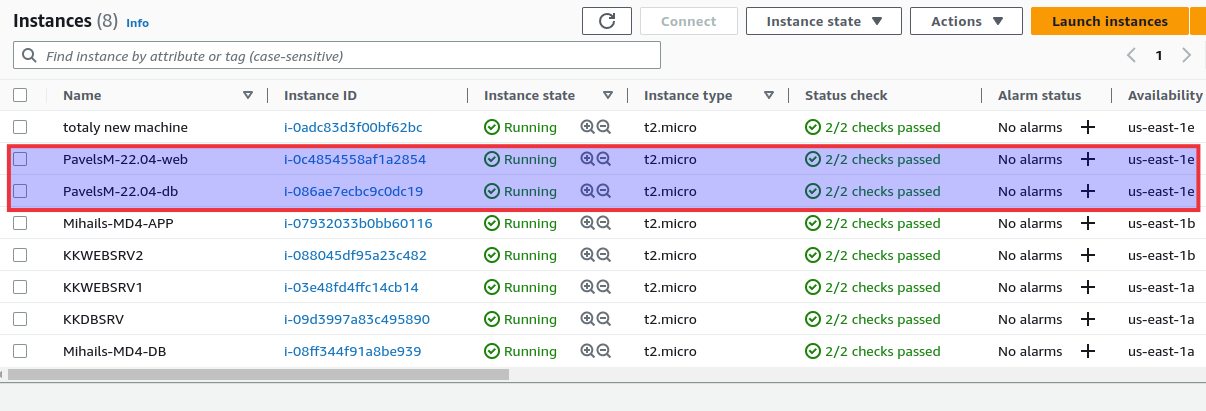 Instances (8) Info Connect Instance state Actions Launch instances
Find instance by attribute or tag (case-sensitive) 1
Name Instance ID Instance state Instance type Status check Alarm status Availability
totaly new machine i-0adc83d3f00bf62bc Running t2.micro 2/2 checks passed No alarms us-east-1e
PavelsM-22.04-web i-0c4854558af1a2854 Running t2.micro 2/2 checks passed No alarms us-east-1e
PavelsM-22.04-db i-086ae7ecbc9c0dc19 Running t2.micro 2/2 checks passed No alarms us-east-1e
Mihails-MD4-APP i-07932033b0bb60116 Running t2.micro 2/2 checks passed No alarms us-east-1b
KKWEBSRV2 i-088045df95a23c482 Running t2.micro 2/2 checks passed No alarms us-east-1b
KKWEBSRV1 i-03e48fd4ffc14cb14 Running t2.micro 2/2 checks passed No alarms us-east-1a
KKDBSRV i-09d3997a83c495890 Running t2.micro 2/2 checks passed No alarms us-east-1a
Mihails-MD4-DB i-08ff344f91a8be939 Running t2.micro 2/2 checks passed No alarms us-east-1a